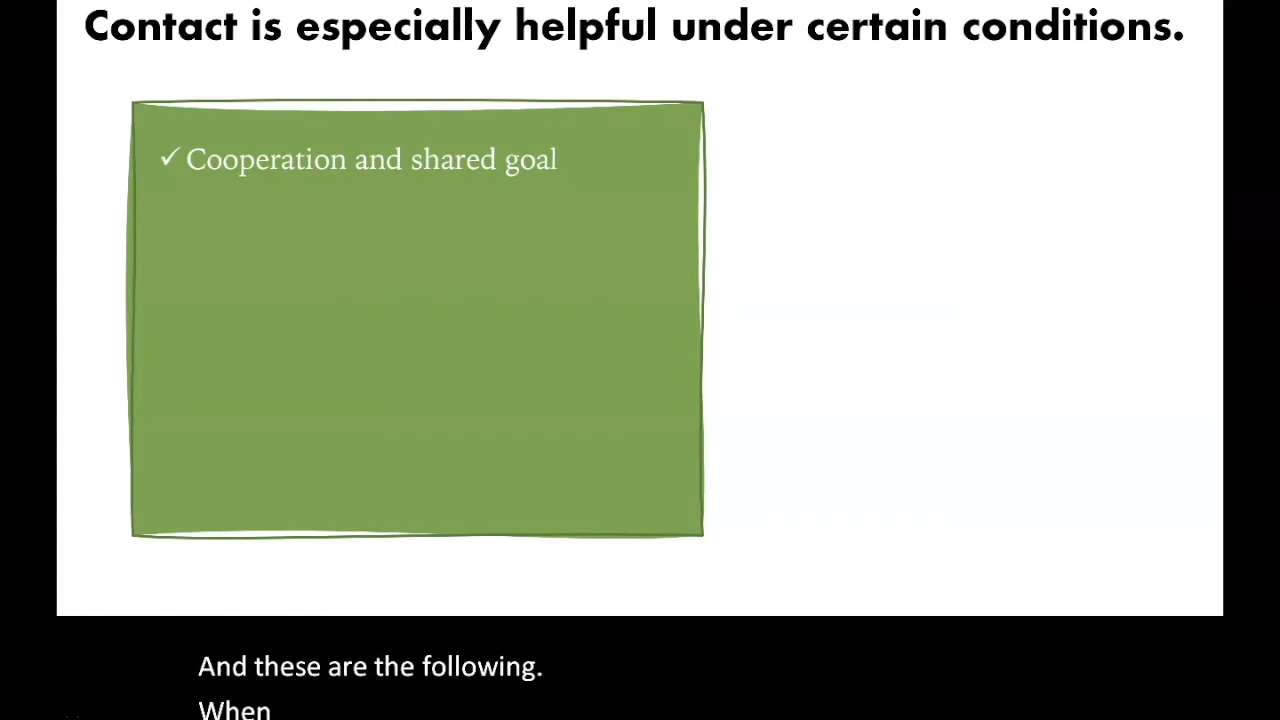 Contact is especially helpful under certain conditions.
✓ Cooperation and shared goal
And these are the following.
When